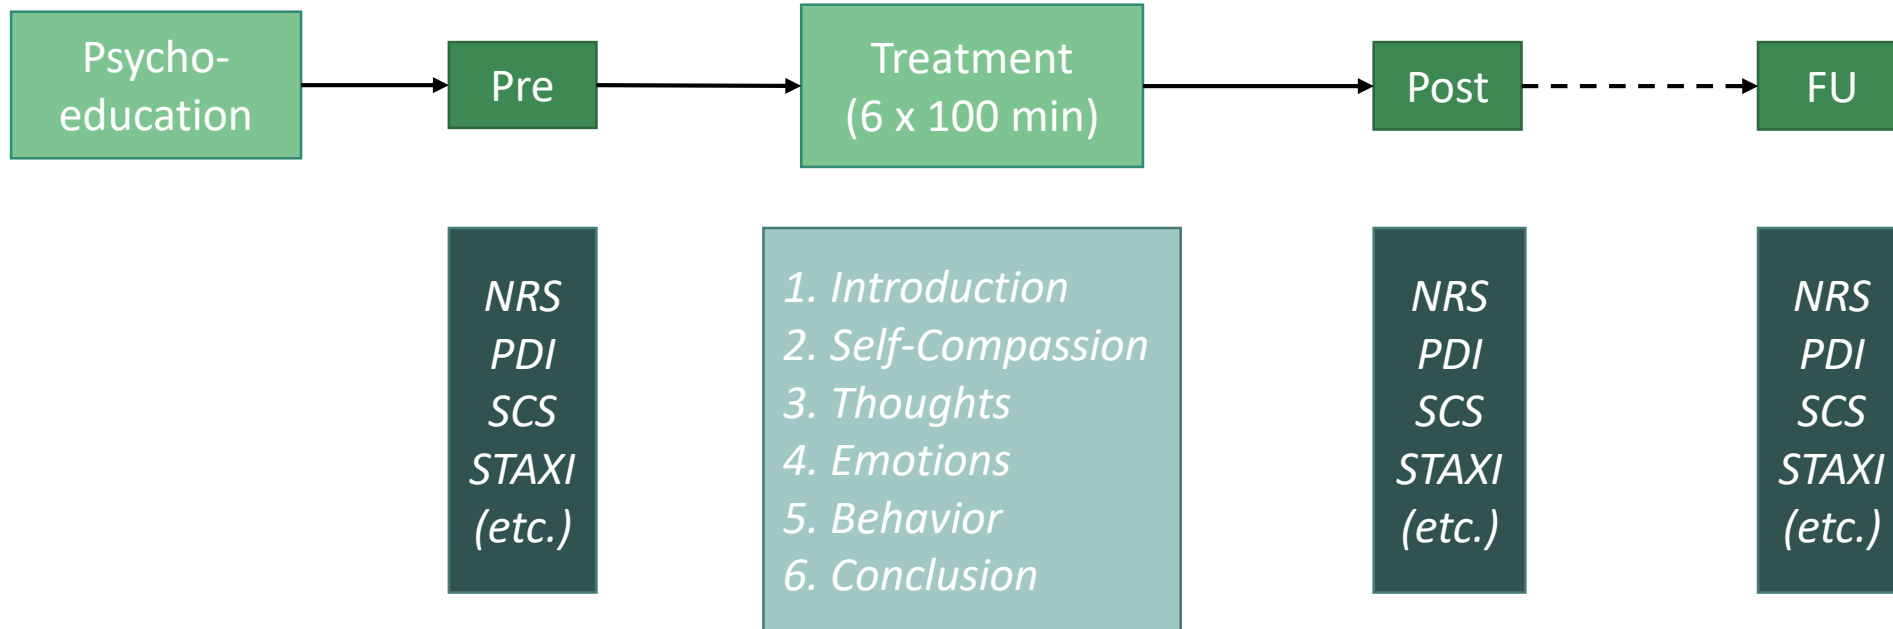 Psycho-
education
Pre
Treatment
(6 x 100 min)
Post
FU
NRS
PDI
SCS
STAXI
(etc.)
1. Introduction
2. Self-Compassion
3. Thoughts
4. Emotions
5. Behavior
6. Conclusion
NRS
PDI
SCS
STAXI
(etc.)
NRS
PDI
SCS
STAXI
(etc.)